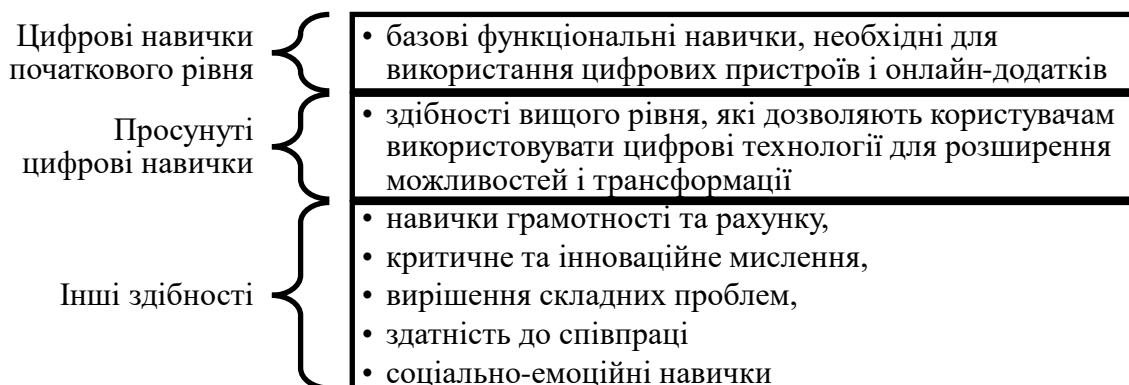 Цифрові навички
початкового рівня
• базові функціональні навички, необхідні для
використання цифрових пристроїв і онлайн-додатків
Просунуті
цифрові навички
• здібності вищого рівня, які дозволяють користувачам
використовувати цифрові технології для розширення
можливостей і трансформації
Інші здібності
• навички грамотності та рахунку,
• критичне та інноваційне мислення,
• вирішення складних проблем,
• здатність до співпраці
• соціально-емоційні навички